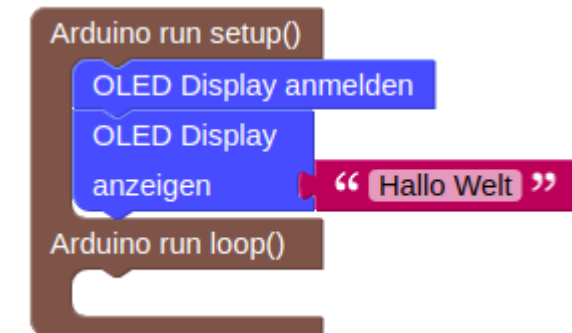 Arduino run setup()
OLED Display anmelden
OLED Display
anzeigen “ Hallo Welt ”
Arduino run loop()